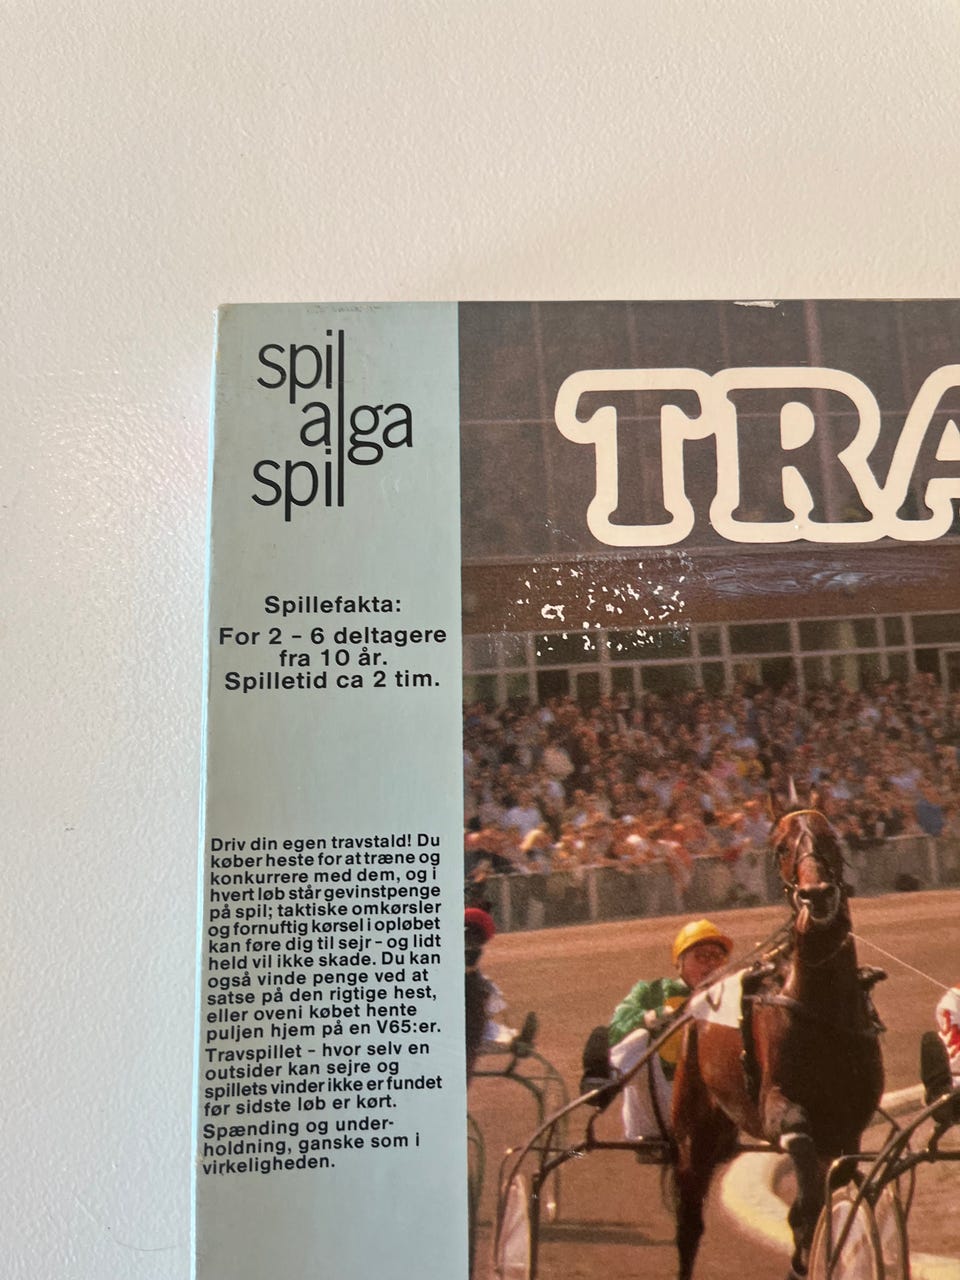 spil
alga
spil
TRA
Spillefakta:
For 2 - 6 deltagere
fra 10 år.
Spilletid ca 2 tim.
Driv din egen travstald! Du
køber heste for at træne og
konkurrere med dem, og i
hvert løb står gevinstpenge
på spil; taktiske omkørsler
og fornuftig kørsel i opløbet
kan føre dig til sejr - og lidt
held vil ikke skade. Du kan
også vinde penge ved at
satse på den rigtige hest,
eller oveni købet hente
puljen hjem på en V65:er.
Travspillet - hvor selv en
outsider kan sejre og
spillets vinder ikke er fundet
før sidste løb er kørt.
Spænding og under-
holdning, ganske som i
virkeligheden.